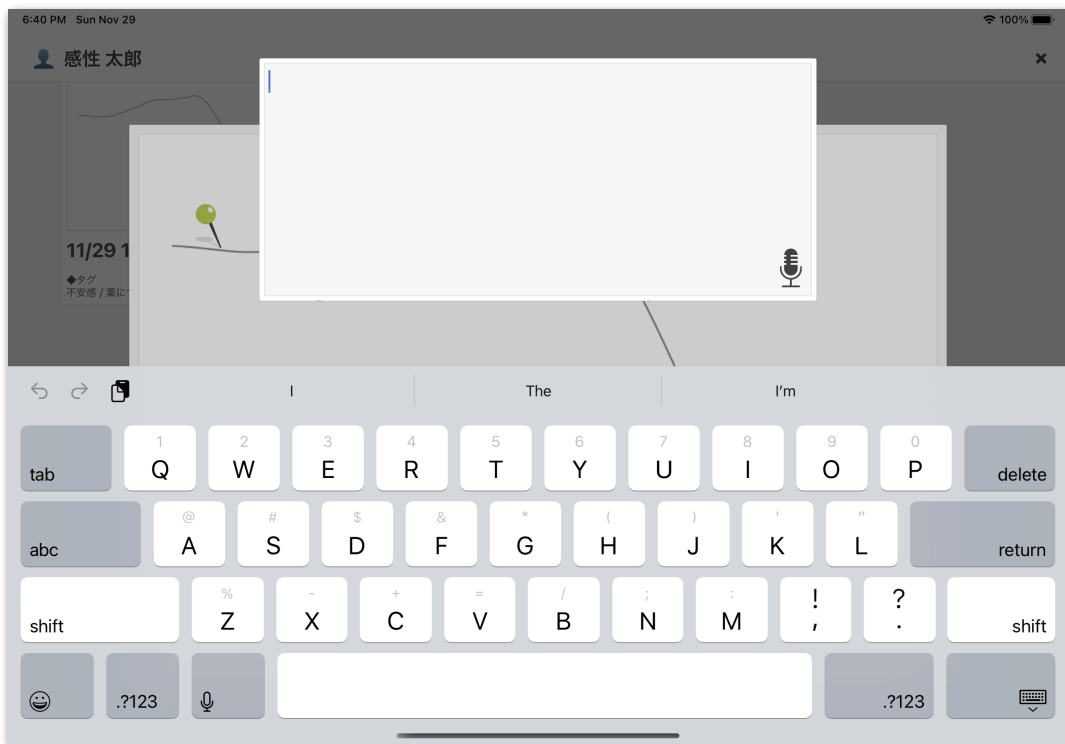 6:40 PM Sun Nov 29
100%
感性 太郎
11/29 1
◆タグ
不安感 / 薬に
I The I'm
1 2 3 4 5 6 7 8 9 0
tab Q W E R T Y U I O P delete
@ # $ & * ( ) ' "
abc A S D F G H J K L return
% - + = / ; : ! ?
shift Z X C V B N M , . shift
.?123 .?123